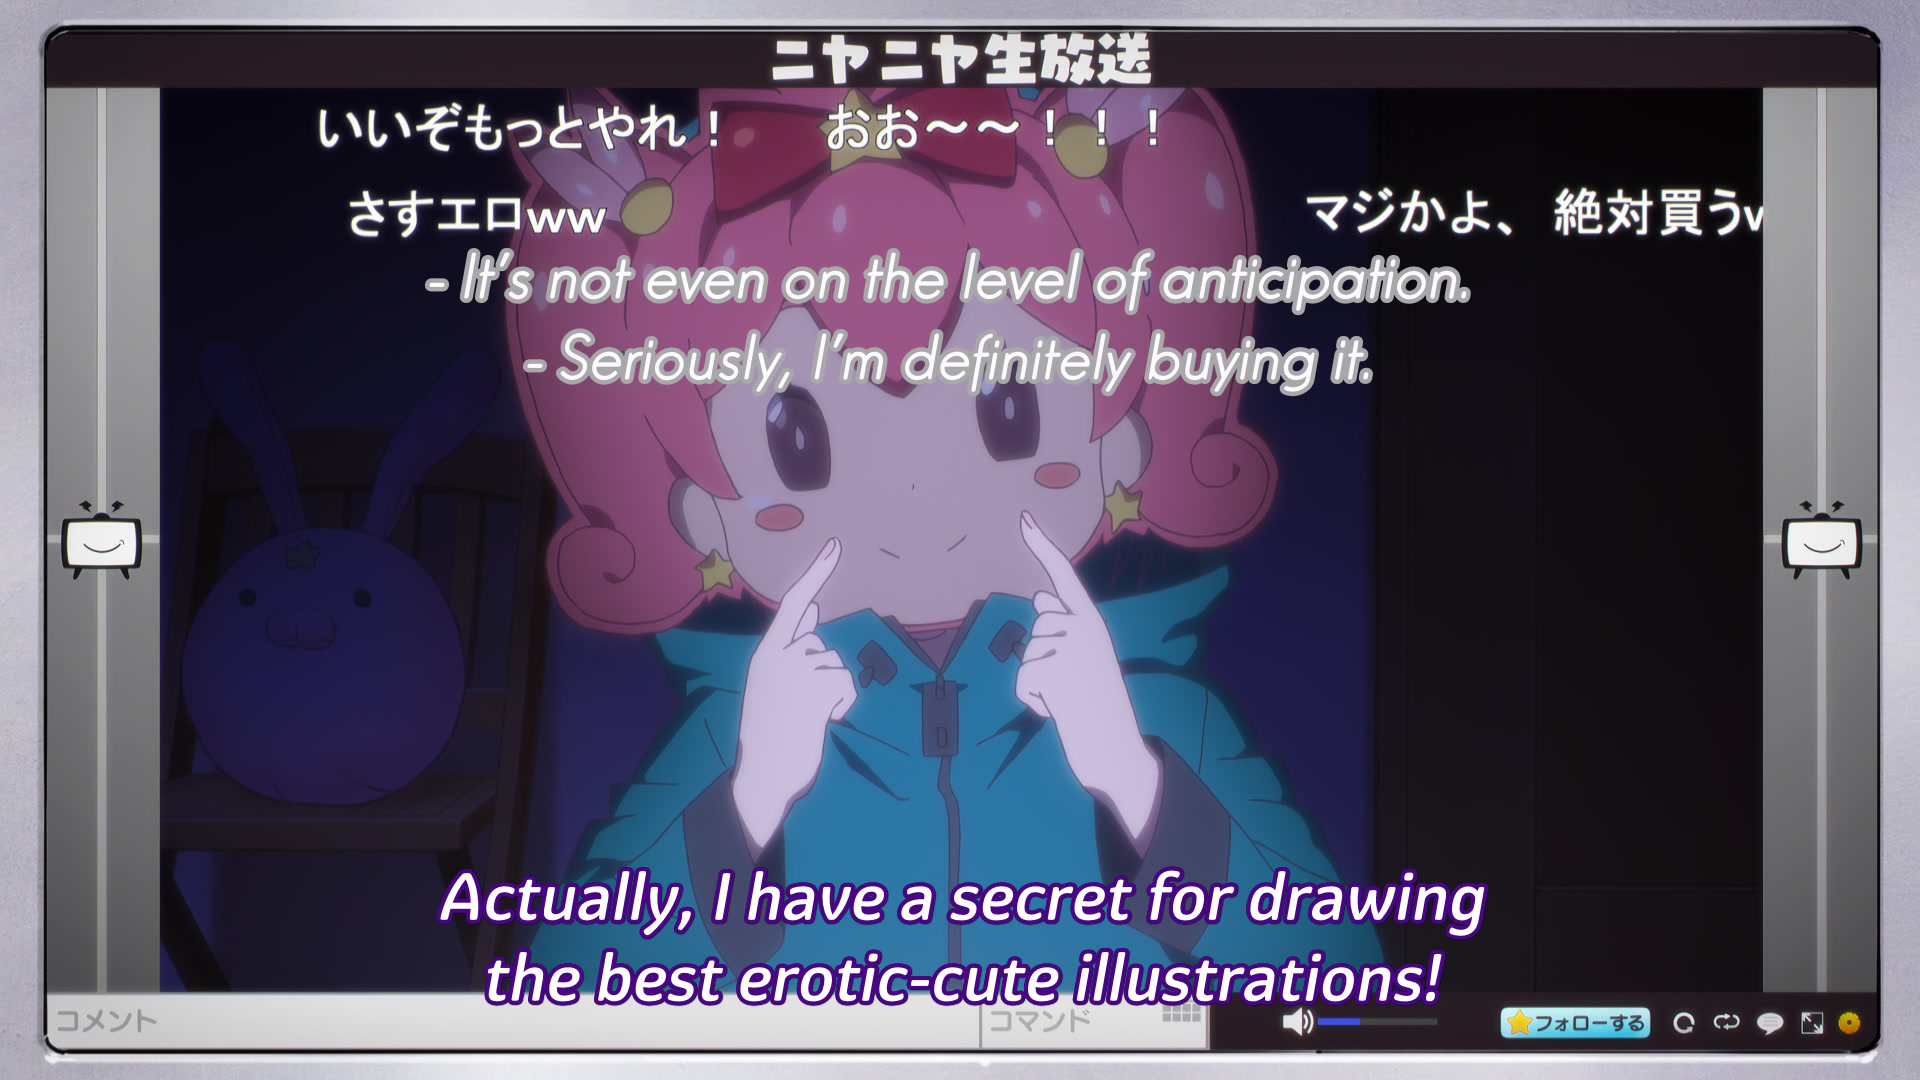 ニヤニヤ生放送
いいぞもっとやれ！ おお～～！！！
さすエロww マジかよ、絶対買うw
- It's not even on the level of anticipation.
- Seriously, I'm definitely buying it.
Actually, I have a secret for drawing
the best erotic-cute illustrations!
コメント コマンド フォローする